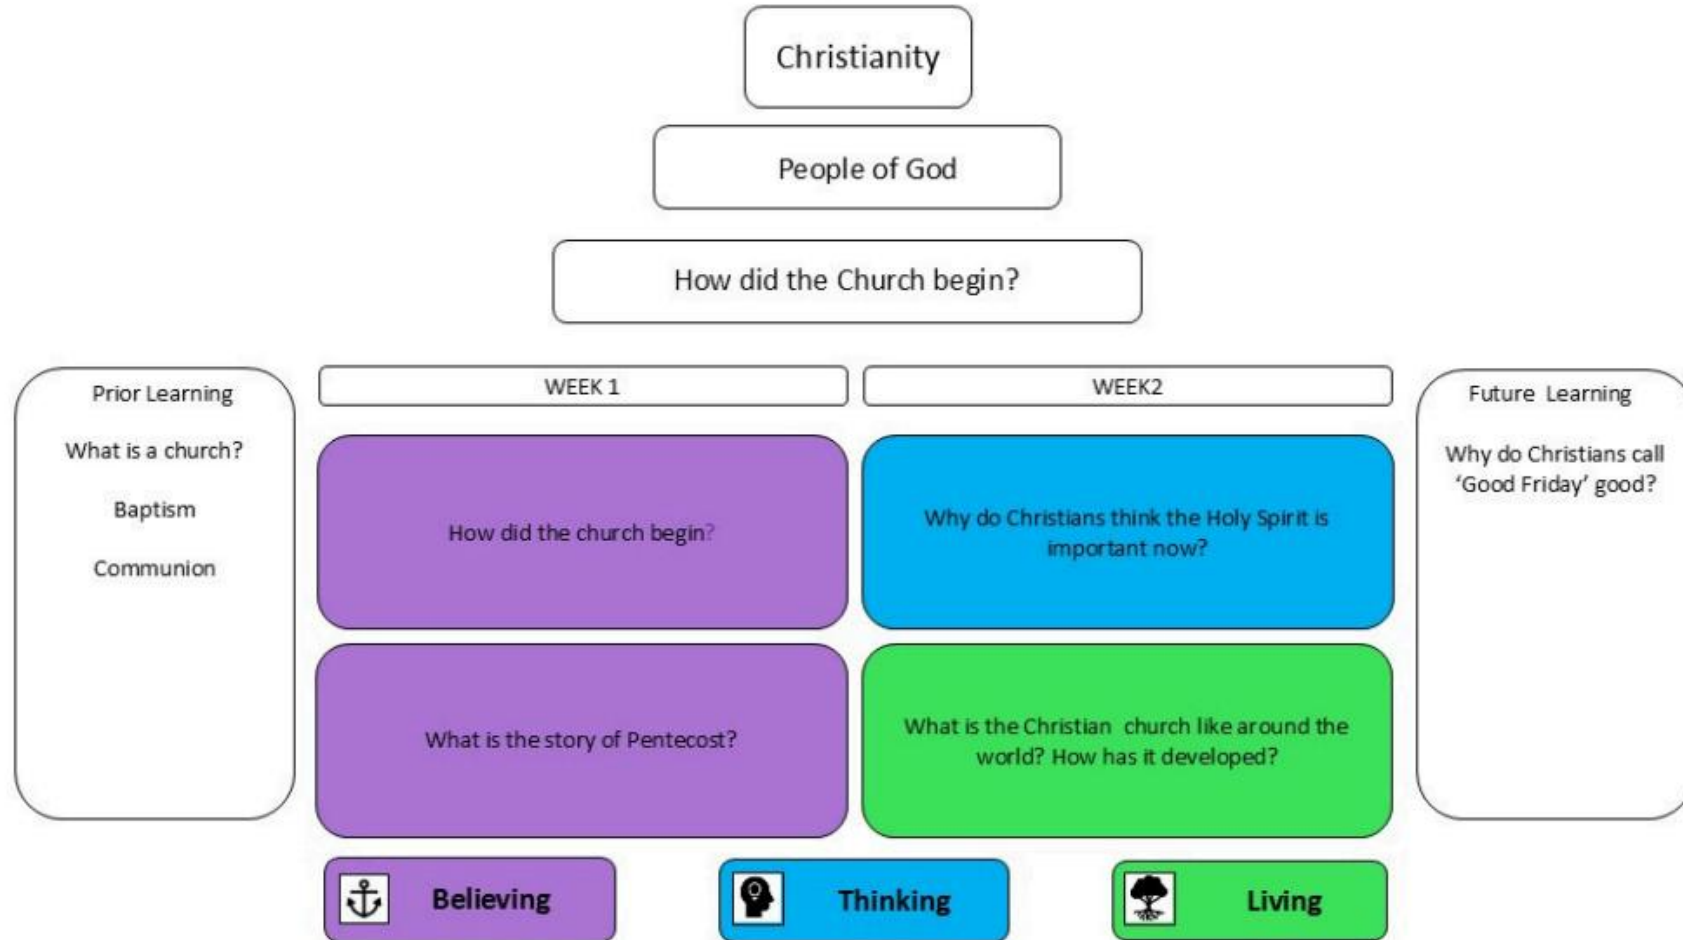 Christianity
People of God
How did the Church begin?
Prior Learning
What is a church?
Baptism
Communion
WEEK 1
How did the church begin?
What is the story of Pentecost?
WEEK2
Why do Christians think the Holy Spirit is
important now?
What is the Christian church like around the
world? How has it developed?
Future Learning
Why do Christians call
‘Good Friday’ good?
Believing
Thinking
Living